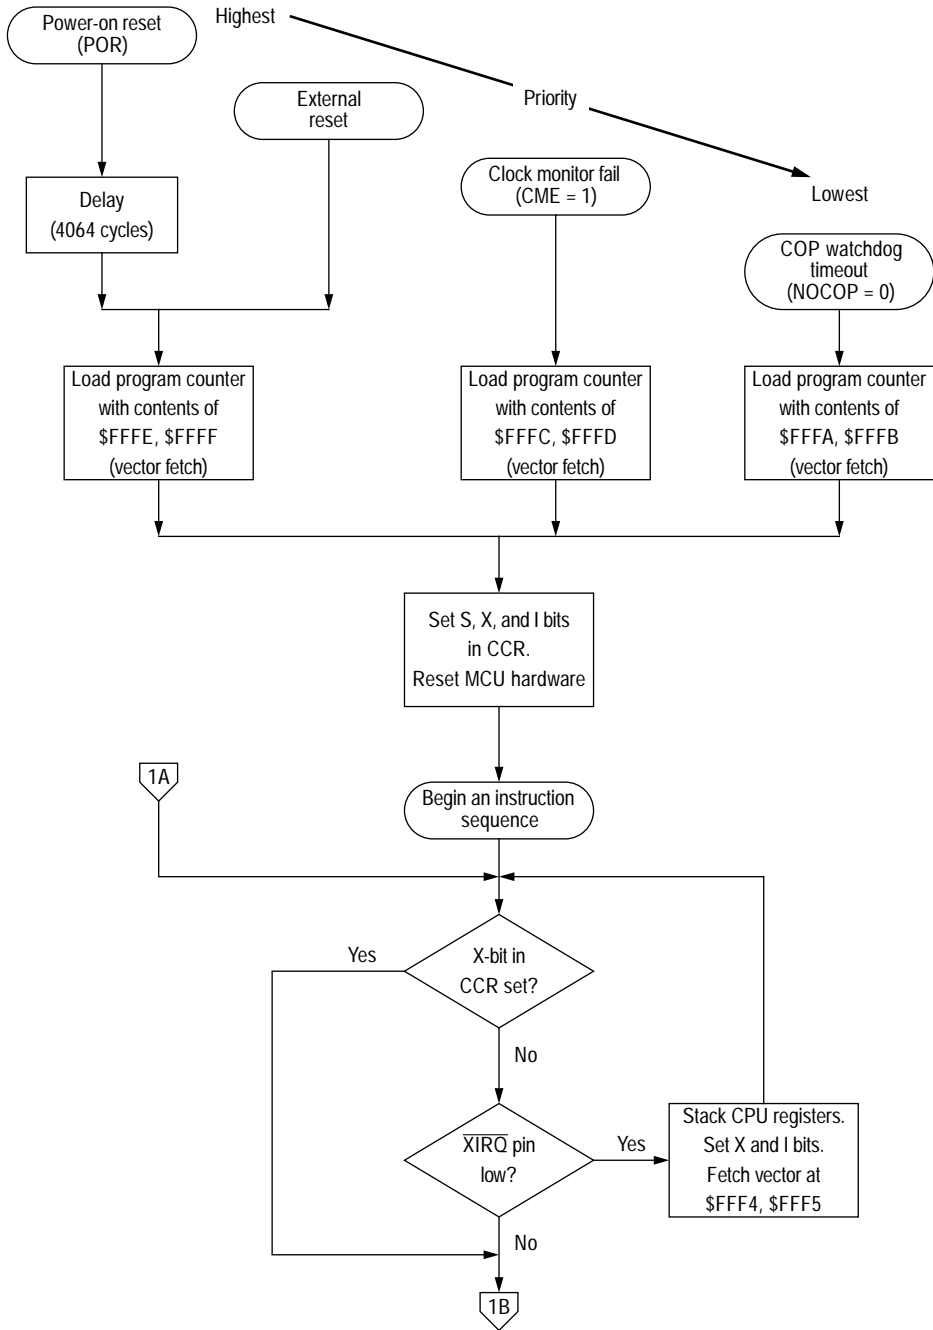 Power-on reset
(POR)
Highest
External
reset
Priority
Clock monitor fail
(CME = 1)
Lowest
Delay
(4064 cycles)
COP watchdog
timeout
(NOCOP = 0)
Load program counter
with contents of
$FFFE, $FFFF
(vector fetch)
Load program counter
with contents of
$FFFC, $FFFD
(vector fetch)
Load program counter
with contents of
$FFFA, $FFFB
(vector fetch)
Set S, X, and I bits
in CCR.
Reset MCU hardware
1A
Begin an instruction
sequence
Yes
X-bit in
CCR set?
No
XIRQ pin
low?
Yes
Stack CPU registers.
Set X and I bits.
Fetch vector at
$FFF4, $FFF5
No
1B